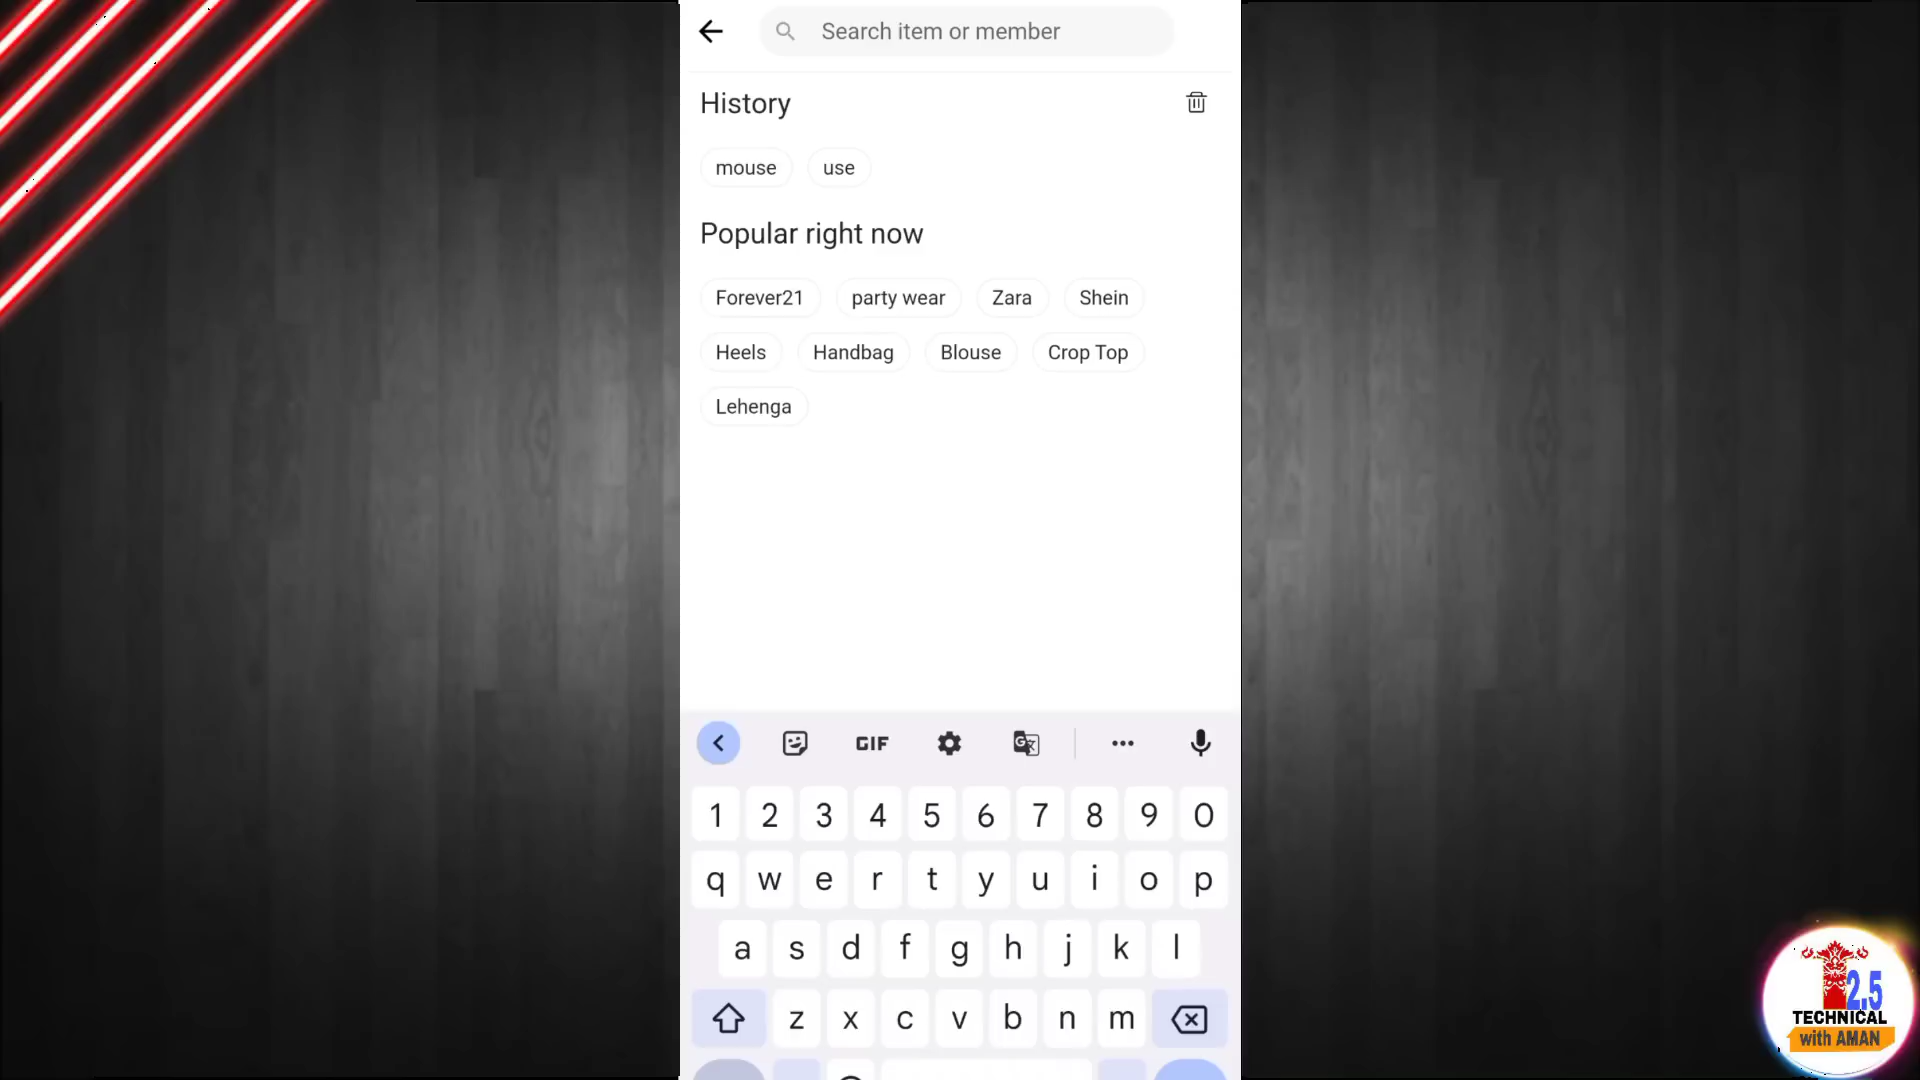 Search item or member
History
mouse use
Popular right now
Forever21 party wear Zara Shein
Heels Handbag Blouse Crop Top
Lehenga
GIF
1 2 3 4 5 6 7 8 9 0
q w e r t y u i o p
a s d f g h j k l
z x c v b n m
2.5
TECHNICAL
with AMAN